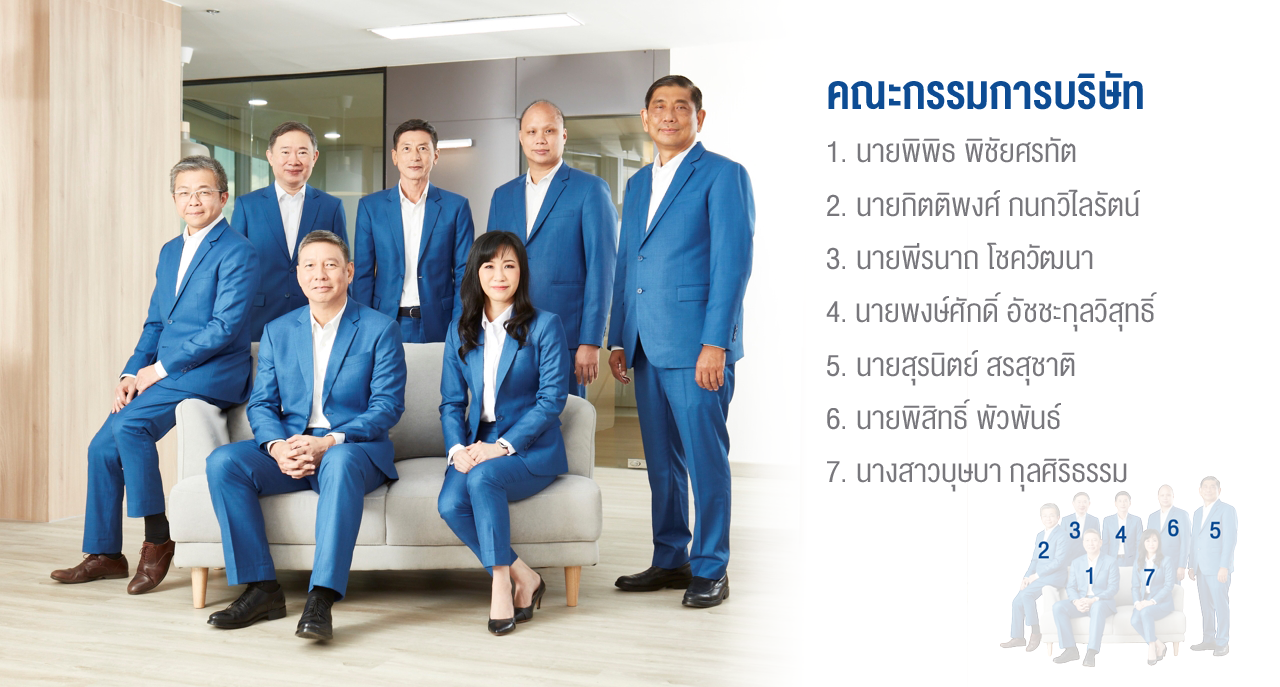 คณะกรรมการบริษัท
1. นายพิพิธ พิชัยศรทัต
2. นายกิตติพงศ์ กนกวิไลรัตน์
3. นายพีรนาถ โชควัฒนา
4. นายพงษ์ศักดิ์ อัชชะกุลวิสุทธิ์
5. นายสุรนิตย์ สรสุชาติ
6. นายพิสิทธิ์ พัวพันธ์
7. นางสาวบุษบา กุลศิริธรรม
2 3 4 6 5
1 7